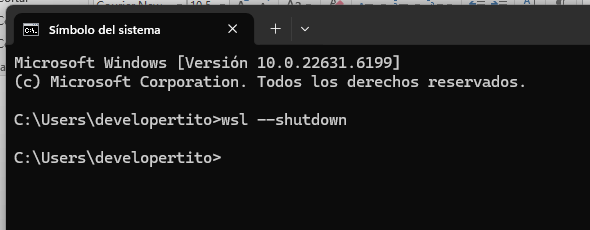 Símbolo del sistema
Microsoft Windows [Versión 10.0.22631.6199]
(c) Microsoft Corporation. Todos los derechos reservados.
C:\Users\developertito>wsl --shutdown
C:\Users\developertito>